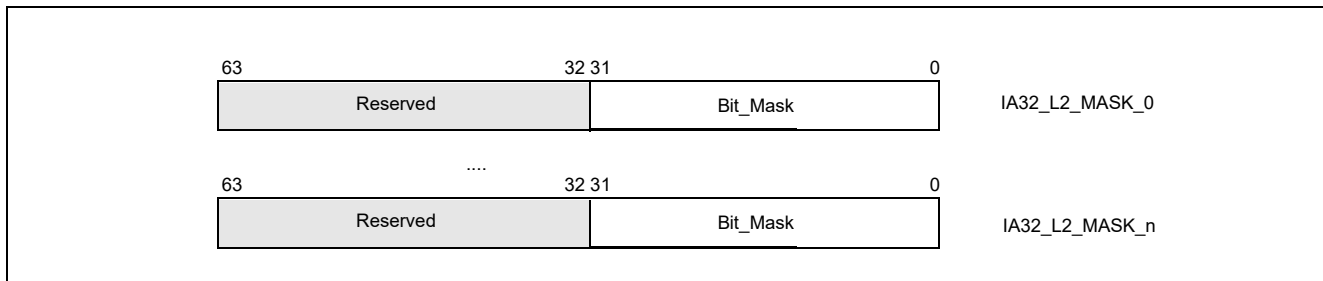 63 32 31 0
Reserved Bit_Mask IA32_L2_MASK_0
....
63 32 31 0
Reserved Bit_Mask IA32_L2_MASK_n